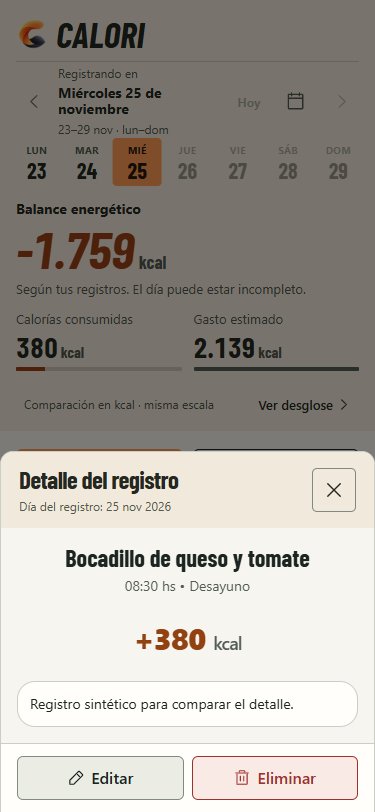 CALORI
Registrando en
Miércoles 25 de
noviembre
23–29 nov · lun–dom
Hoy
LUN MAR MIÉ JUE VIE SÁB DOM
23 24 25 26 27 28 29
Balance energético
-1.759 kcal
Según tus registros. El día puede estar incompleto.
Calorías consumidas Gasto estimado
380 kcal 2.139 kcal
Comparación en kcal · misma escala Ver desglose
Detalle del registro
Día del registro: 25 nov 2026
Bocadillo de queso y tomate
08:30 hs • Desayuno
+380 kcal
Registro sintético para comparar el detalle.
Editar Eliminar